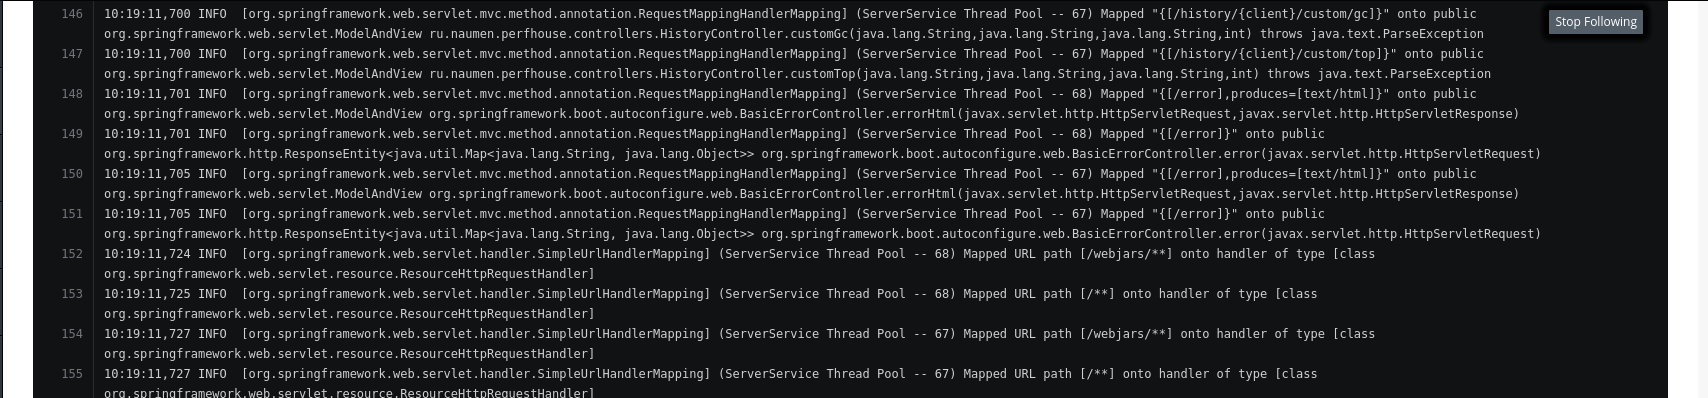 146 10:19:11,700 INFO  [org.springframework.web.servlet.mvc.method.annotation.RequestMappingHandlerMapping] (ServerService Thread Pool -- 67) Mapped "{[/history/{client}/custom/gc]}" onto public
Stop Following
org.springframework.web.servlet.ModelAndView ru.naumen.perfhouse.controllers.HistoryController.customGc(java.lang.String,java.lang.String,java.lang.String,int) throws java.text.ParseException
147 10:19:11,700 INFO  [org.springframework.web.servlet.mvc.method.annotation.RequestMappingHandlerMapping] (ServerService Thread Pool -- 67) Mapped "{[/history/{client}/custom/top]}" onto public
org.springframework.web.servlet.ModelAndView ru.naumen.perfhouse.controllers.HistoryController.customTop(java.lang.String,java.lang.String,java.lang.String,int) throws java.text.ParseException
148 10:19:11,701 INFO  [org.springframework.web.servlet.mvc.method.annotation.RequestMappingHandlerMapping] (ServerService Thread Pool -- 68) Mapped "{[/error],produces=[text/html]}" onto public
org.springframework.web.servlet.ModelAndView org.springframework.boot.autoconfigure.web.BasicErrorController.errorHtml(javax.servlet.http.HttpServletRequest,javax.servlet.http.HttpServletResponse)
149 10:19:11,701 INFO  [org.springframework.web.servlet.mvc.method.annotation.RequestMappingHandlerMapping] (ServerService Thread Pool -- 68) Mapped "{[/error]}" onto public
org.springframework.http.ResponseEntity<java.util.Map<java.lang.String, java.lang.Object>> org.springframework.boot.autoconfigure.web.BasicErrorController.error(javax.servlet.http.HttpServletRequest)
150 10:19:11,705 INFO  [org.springframework.web.servlet.mvc.method.annotation.RequestMappingHandlerMapping] (ServerService Thread Pool -- 67) Mapped "{[/error],produces=[text/html]}" onto public
org.springframework.web.servlet.ModelAndView org.springframework.boot.autoconfigure.web.BasicErrorController.errorHtml(javax.servlet.http.HttpServletRequest,javax.servlet.http.HttpServletResponse)
151 10:19:11,705 INFO  [org.springframework.web.servlet.mvc.method.annotation.RequestMappingHandlerMapping] (ServerService Thread Pool -- 67) Mapped "{[/error]}" onto public
org.springframework.http.ResponseEntity<java.util.Map<java.lang.String, java.lang.Object>> org.springframework.boot.autoconfigure.web.BasicErrorController.error(javax.servlet.http.HttpServletRequest)
152 10:19:11,724 INFO  [org.springframework.web.servlet.handler.SimpleUrlHandlerMapping] (ServerService Thread Pool -- 68) Mapped URL path [/webjars/**] onto handler of type [class
org.springframework.web.servlet.resource.ResourceHttpRequestHandler]
153 10:19:11,725 INFO  [org.springframework.web.servlet.handler.SimpleUrlHandlerMapping] (ServerService Thread Pool -- 68) Mapped URL path [/**] onto handler of type [class
org.springframework.web.servlet.resource.ResourceHttpRequestHandler]
154 10:19:11,727 INFO  [org.springframework.web.servlet.handler.SimpleUrlHandlerMapping] (ServerService Thread Pool -- 67) Mapped URL path [/webjars/**] onto handler of type [class
org.springframework.web.servlet.resource.ResourceHttpRequestHandler]
155 10:19:11,727 INFO  [org.springframework.web.servlet.handler.SimpleUrlHandlerMapping] (ServerService Thread Pool -- 67) Mapped URL path [/**] onto handler of type [class
org.springframework.web.servlet.resource.ResourceHttpRequestHandler]